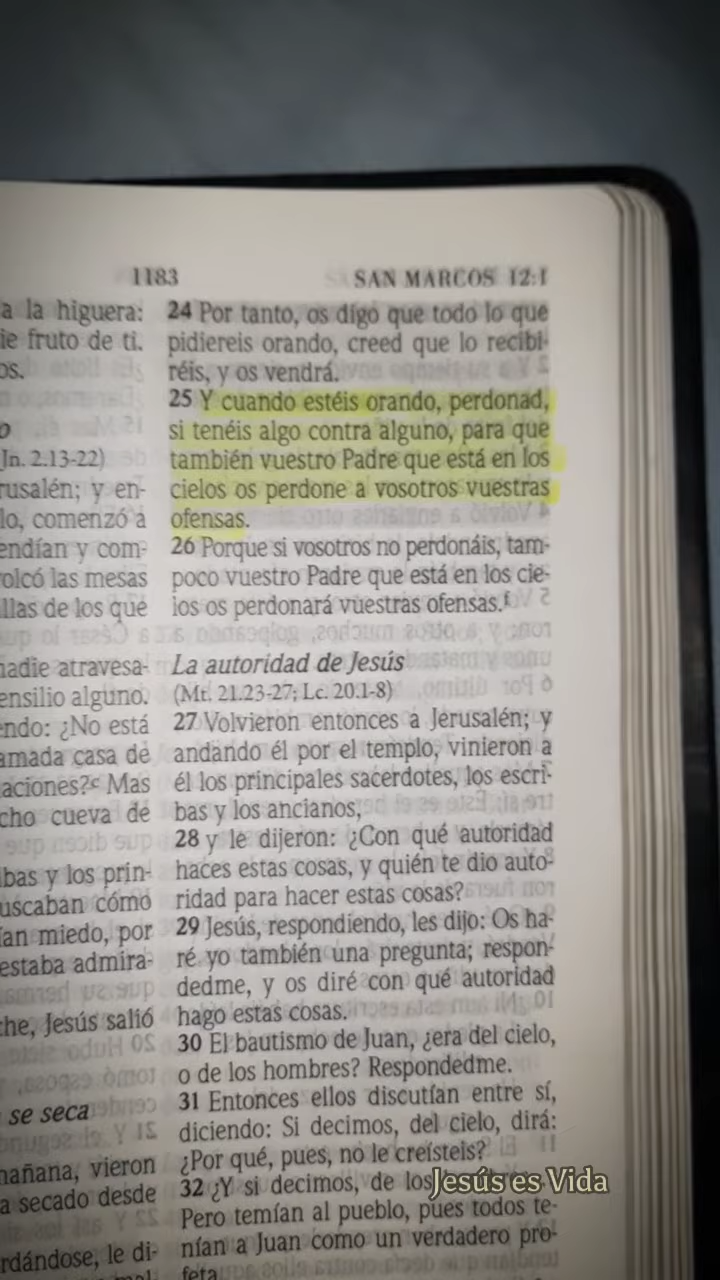 1183
SAN MARCOS 12:1
a la higuera:
fruto de ti.
o
Jn. 2.13-22)
rusalén; y en-
lo, comenzó a
endían y com-
volcó las mesas
llas de los que
nadie atravesa-
ensilio alguno.
ndo: ¿No está
amada casa de
aciones?ᶜ Mas
cho cueva de
ibas y los prin-
uscaban cómo
ían miedo, por
estaba admira-
che, Jesús salió
se seca
mañana, vieron
a secado desde
rdándose, le di-
24 Por tanto, os digo que todo lo que
pidiereis orando, creed que lo recibi-
réis, y os vendrá.
25 Y cuando estéis orando, perdonad,
si tenéis algo contra alguno, para que
también vuestro Padre que está en los
cielos os perdone a vosotros vuestras
ofensas.
26 Porque si vosotros no perdonáis, tam-
poco vuestro Padre que está en los cie-
los os perdonará vuestras ofensas.ᶠ
La autoridad de Jesús
(Mt. 21.23-27; Lc. 20.1-8)
27 Volvieron entonces a Jerusalén; y
andando él por el templo, vinieron a
él los principales sacerdotes, los escri-
bas y los ancianos,
28 y le dijeron: ¿Con qué autoridad
haces estas cosas, y quién te dio auto-
ridad para hacer estas cosas?
29 Jesús, respondiendo, les dijo: Os ha-
ré yo también una pregunta; respon-
dedme, y os diré con qué autoridad
hago estas cosas.
30 El bautismo de Juan, ¿era del cielo,
o de los hombres? Respondedme.
31 Entonces ellos discutían entre sí,
diciendo: Si decimos, del cielo, dirá:
¿Por qué, pues, no le creísteis?
32 ¿Y si decimos, de los
Pero temían al pueblo, pues todos te-
nían a Juan como un verdadero pro-
feta
Jesús es Vida